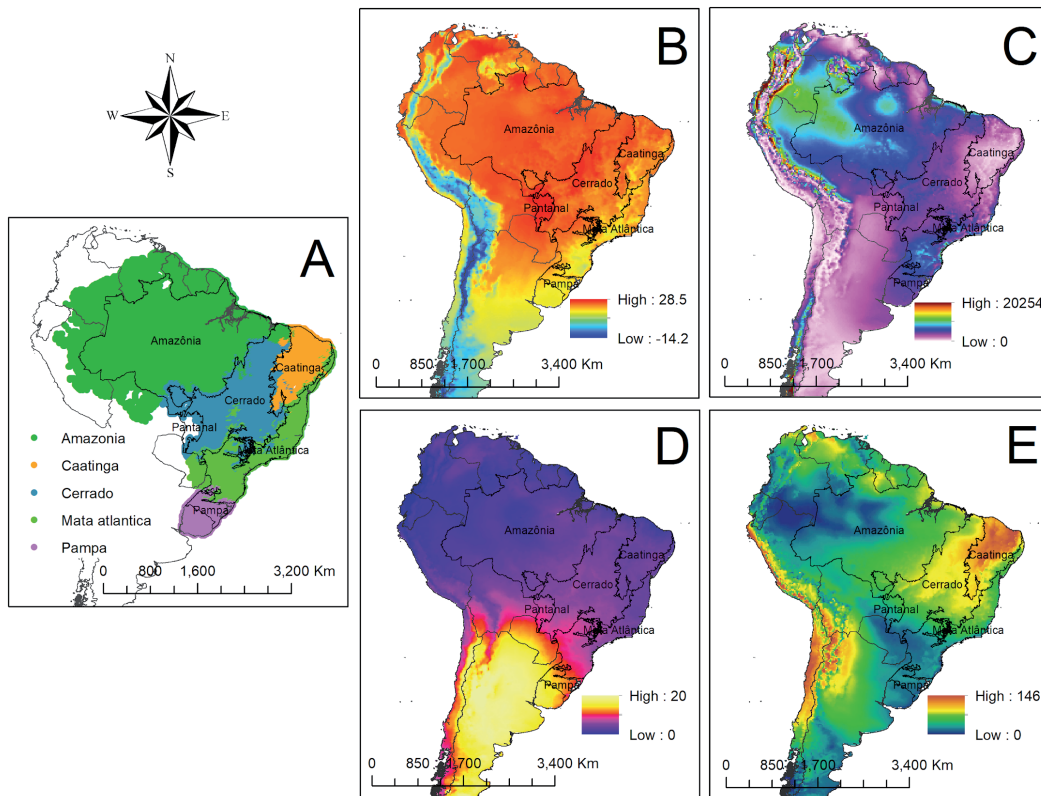 N
W E
S
A
Amazônia
Caatinga
Cerrado
Pantanal
Mata Atlântica
Pampa
Amazonia
Caatinga
Cerrado
Mata atlantica
Pampa
0 800 1,600 3,200 Km
B
Amazônia
Caatinga
Cerrado
Pantanal
Mata Atlântica
Pampa
High : 28.5
Low : -14.2
0 850 1,700 3,400 Km
C
Amazônia
Caatinga
Cerrado
Pantanal
Mata Atlântica
Pampa
High : 20254
Low : 0
0 850 1,700 3,400 Km
D
Amazônia
Caatinga
Cerrado
Pantanal
Mata Atlântica
Pampa
High : 20
Low : 0
0 850 1,700 3,400 Km
E
Amazônia
Caatinga
Cerrado
Pantanal
Mata Atlântica
Pampa
High : 146
Low : 0
0 850 1,700 3,400 Km